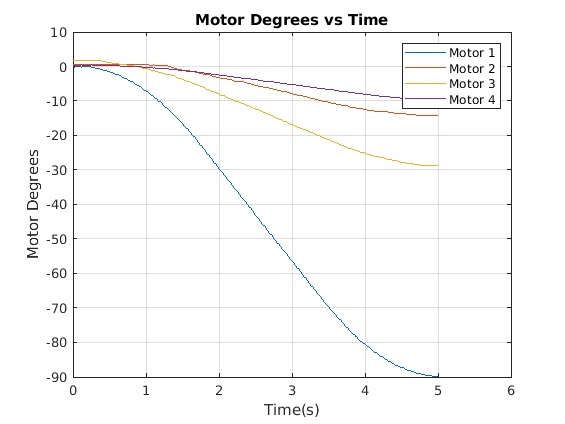 Motor Degrees vs Time
Motor 1
Motor 2
Motor 3
Motor 4
Motor Degrees
10
0
-10
-20
-30
-40
-50
-60
-70
-80
-90
0 1 2 3 4 5 6
Time(s)